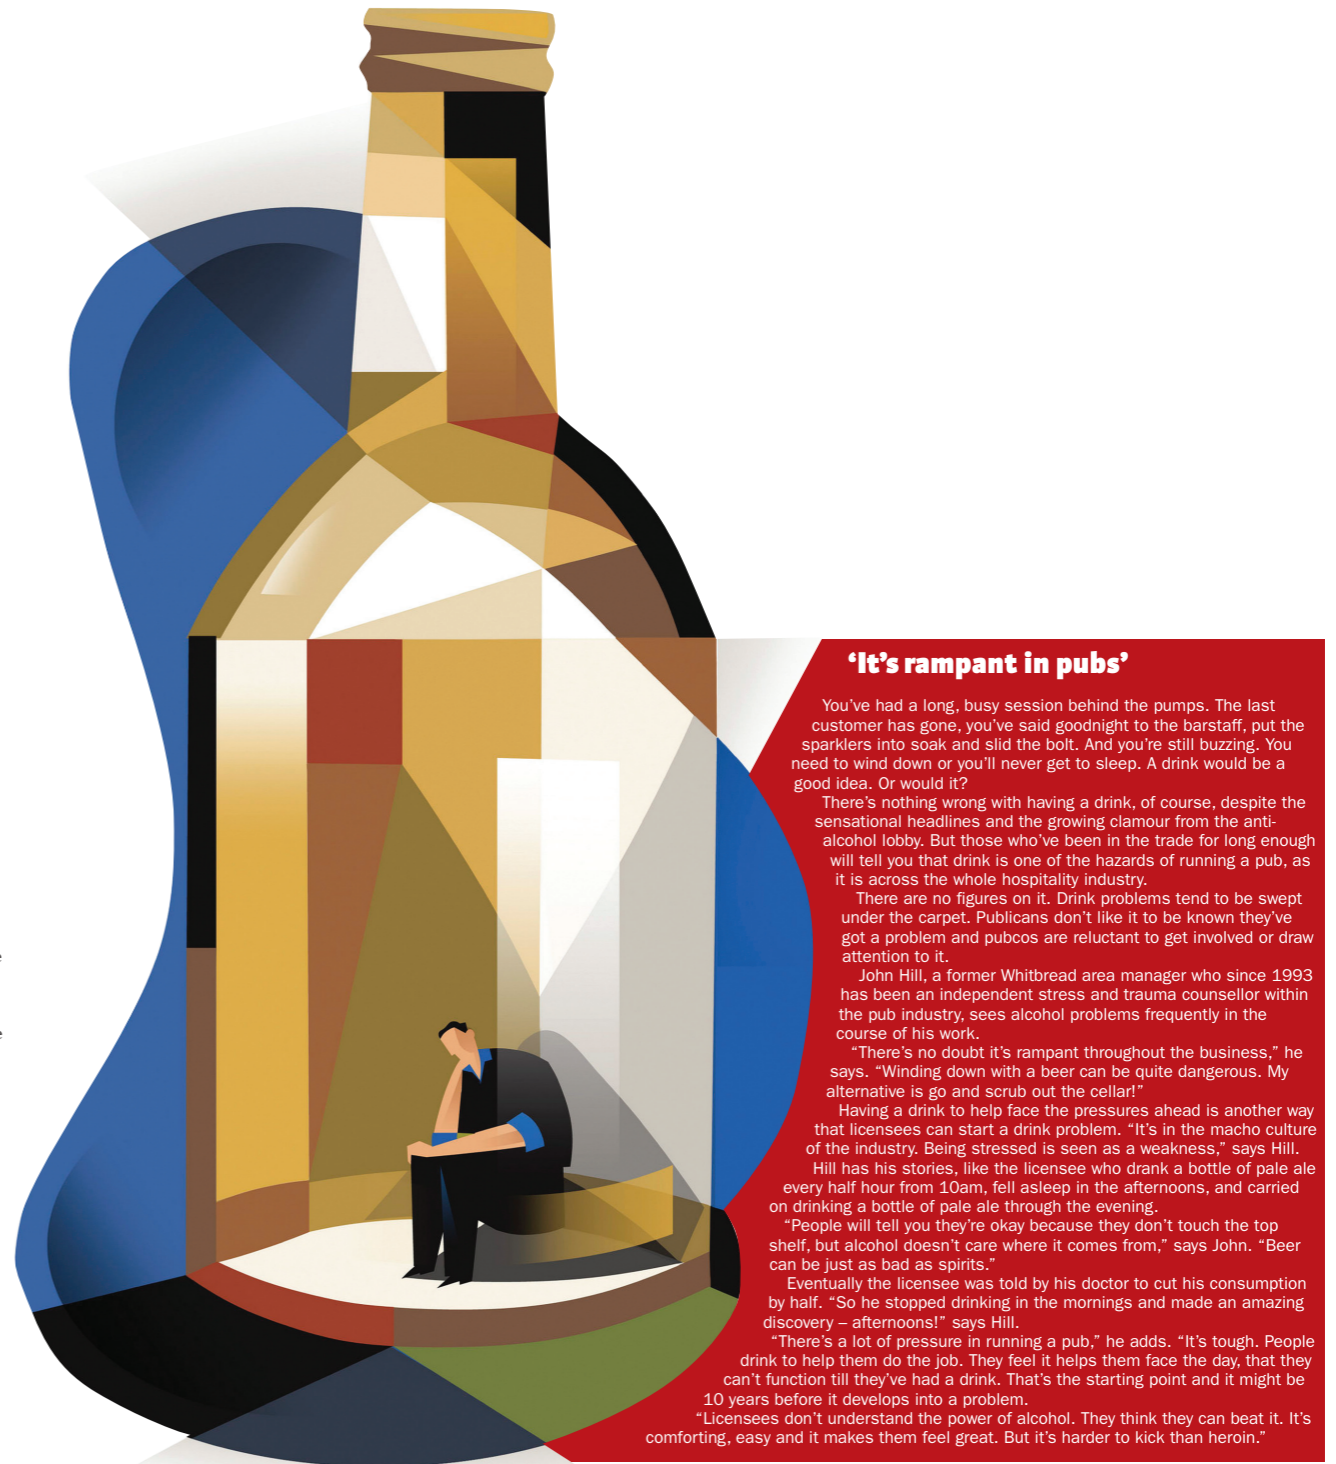 ‘It’s rampant in pubs’
You’ve had a long, busy session behind the pumps. The last
customer has gone, you’ve said goodnight to the barstaff, put the
sparklers into soak and slid the bolt. And you’re still buzzing. You
need to wind down or you’ll never get to sleep. A drink would be a
good idea. Or would it?
There’s nothing wrong with having a drink, of course, despite the
sensational headlines and the growing clamour from the anti-
alcohol lobby. But those who’ve been in the trade for long enough
will tell you that drink is one of the hazards of running a pub, as
it is across the whole hospitality industry.
There are no figures on it. Drink problems tend to be swept
under the carpet. Publicans don’t like it to be known they’ve
got a problem and pubcos are reluctant to get involved or draw
attention to it.
John Hill, a former Whitbread area manager who since 1993
has been an independent stress and trauma counsellor within
the pub industry, sees alcohol problems frequently in the
course of his work.
“There’s no doubt it’s rampant throughout the business,” he
says. “Winding down with a beer can be quite dangerous. My
alternative is go and scrub out the cellar!”
Having a drink to help face the pressures ahead is another way
that licensees can start a drink problem. “It’s in the macho culture
of the industry. Being stressed is seen as a weakness,” says Hill.
Hill has his stories, like the licensee who drank a bottle of pale ale
every half hour from 10am, fell asleep in the afternoons, and carried
on drinking a bottle of pale ale through the evening.
“People will tell you they’re okay because they don’t touch the top
shelf, but alcohol doesn’t care where it comes from,” says John. “Beer
can be just as bad as spirits.”
Eventually the licensee was told by his doctor to cut his consumption
by half. “So he stopped drinking in the mornings and made an amazing
discovery – afternoons!” says Hill.
“There’s a lot of pressure in running a pub,” he adds. “It’s tough. People
drink to help them do the job. They feel it helps them face the day, that they
can’t function till they’ve had a drink. That’s the starting point and it might be
10 years before it develops into a problem.
“Licensees don’t understand the power of alcohol. They think they can beat it. It’s
comforting, easy and it makes them feel great. But it’s harder to kick than heroin.”